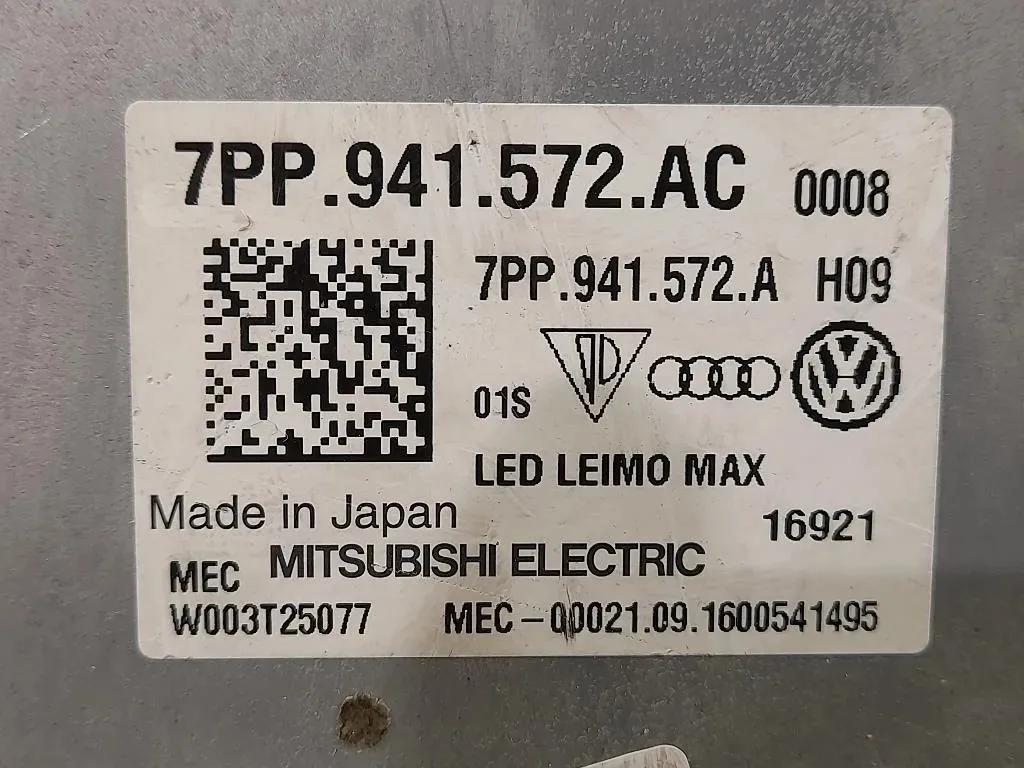 7PP.941.572.AC 0008
7PP.941.572.A H09
01S
LED LEIMO MAX
Made in Japan 16921
MEC MITSUBISHI ELECTRIC
W003T25077 MEC-00021.09.1600541495